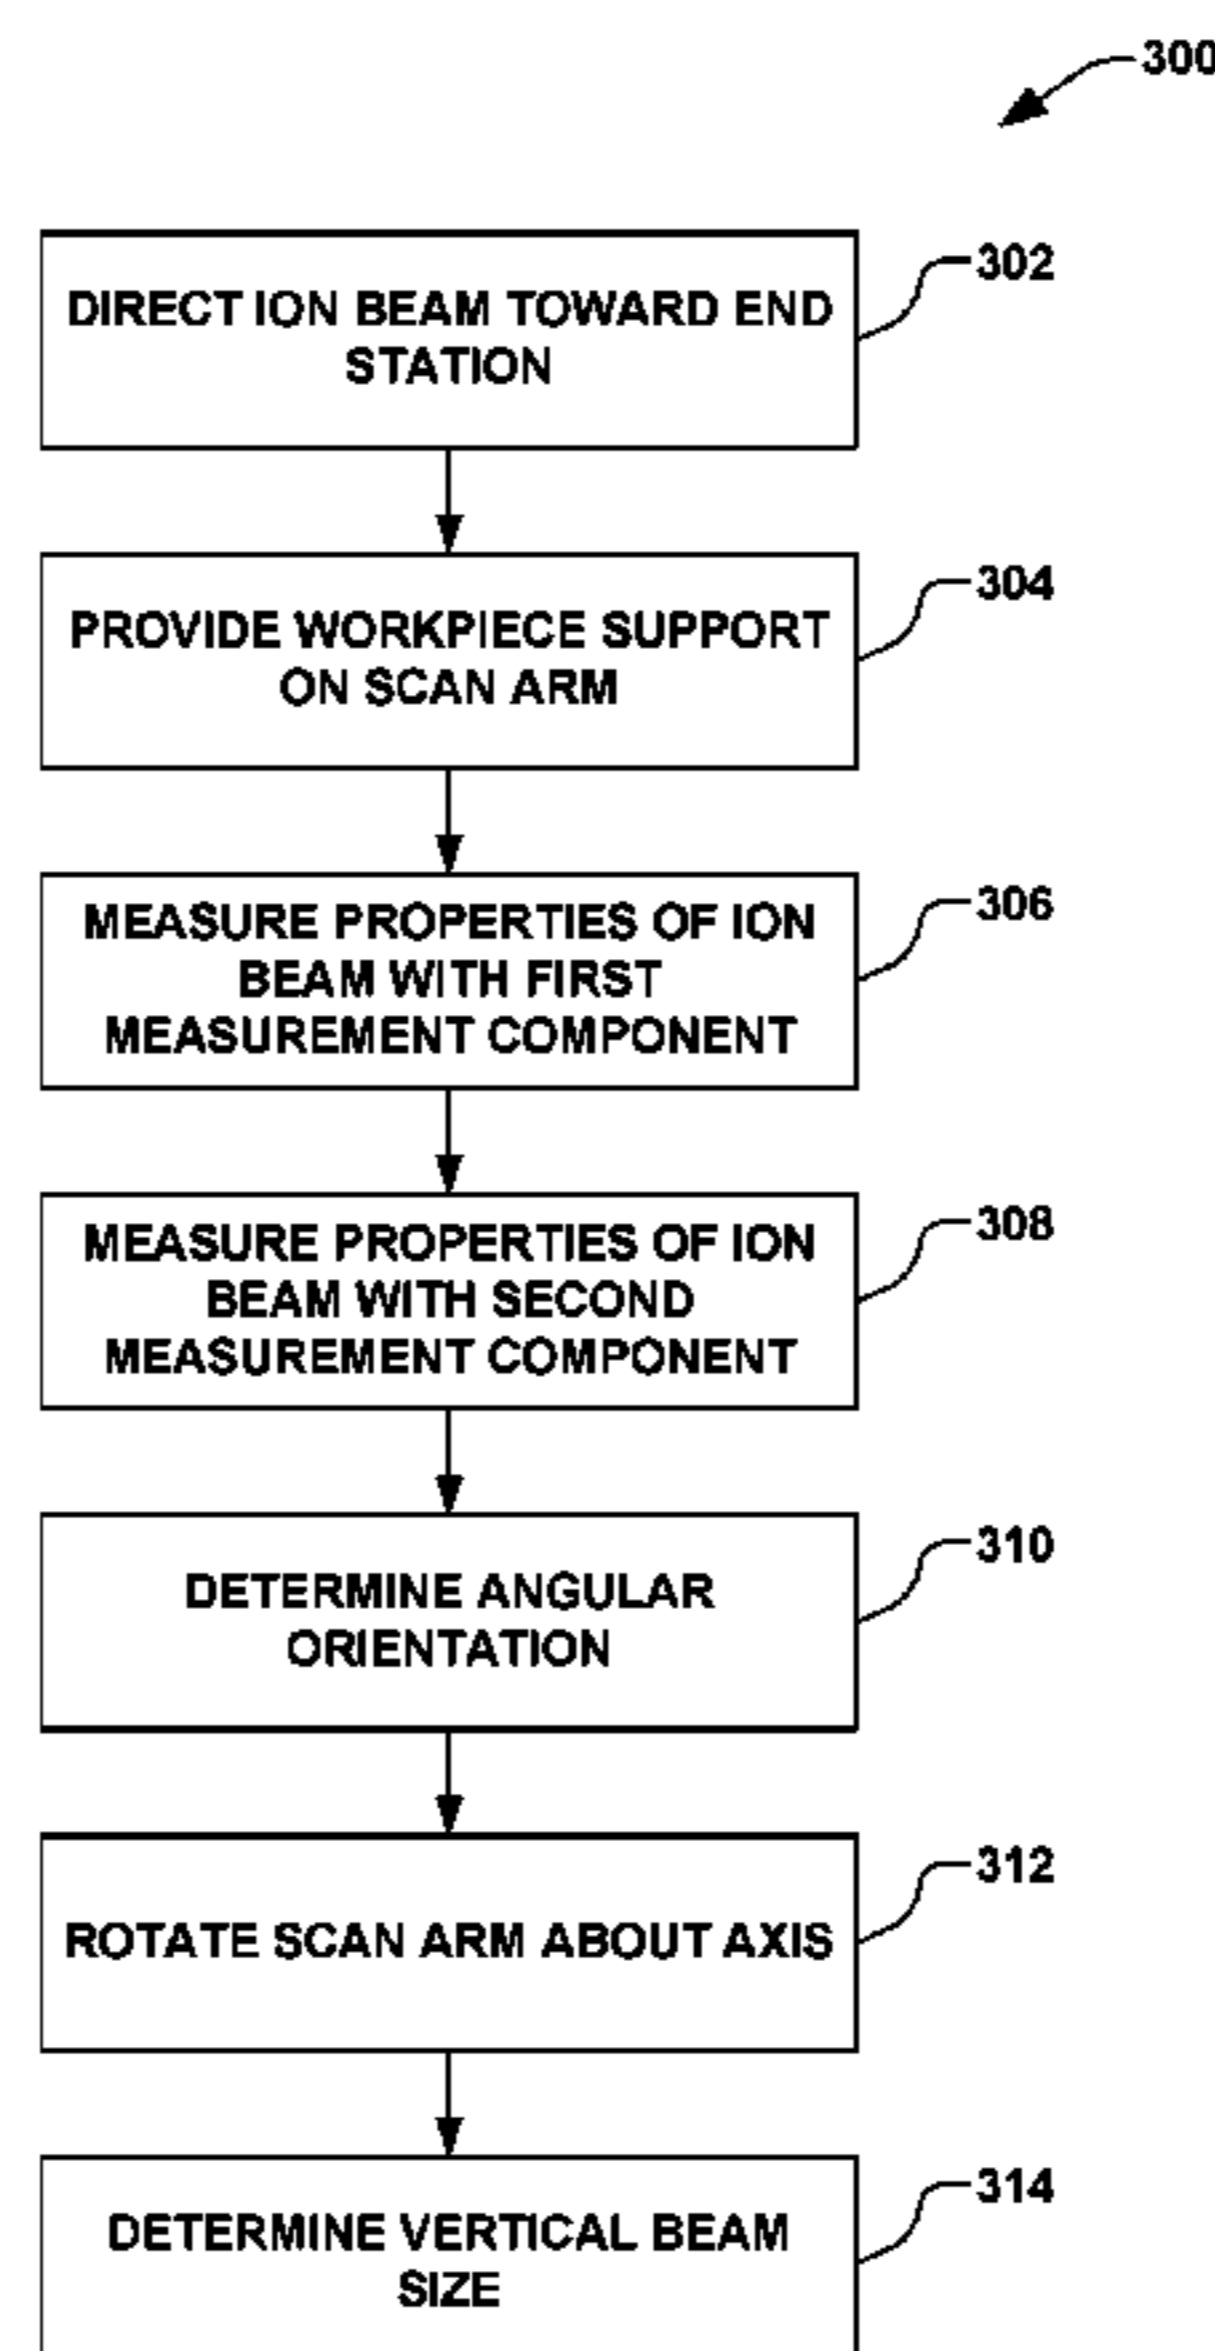 300
302
DIRECT ION BEAM TOWARD END
STATION
304
PROVIDE WORKPIECE SUPPORT
ON SCAN ARM
306
MEASURE PROPERTIES OF ION
BEAM WITH FIRST
MEASUREMENT COMPONENT
308
MEASURE PROPERTIES OF ION
BEAM WITH SECOND
MEASUREMENT COMPONENT
310
DETERMINE ANGULAR
ORIENTATION
312
ROTATE SCAN ARM ABOUT AXIS
314
DETERMINE VERTICAL BEAM
SIZE